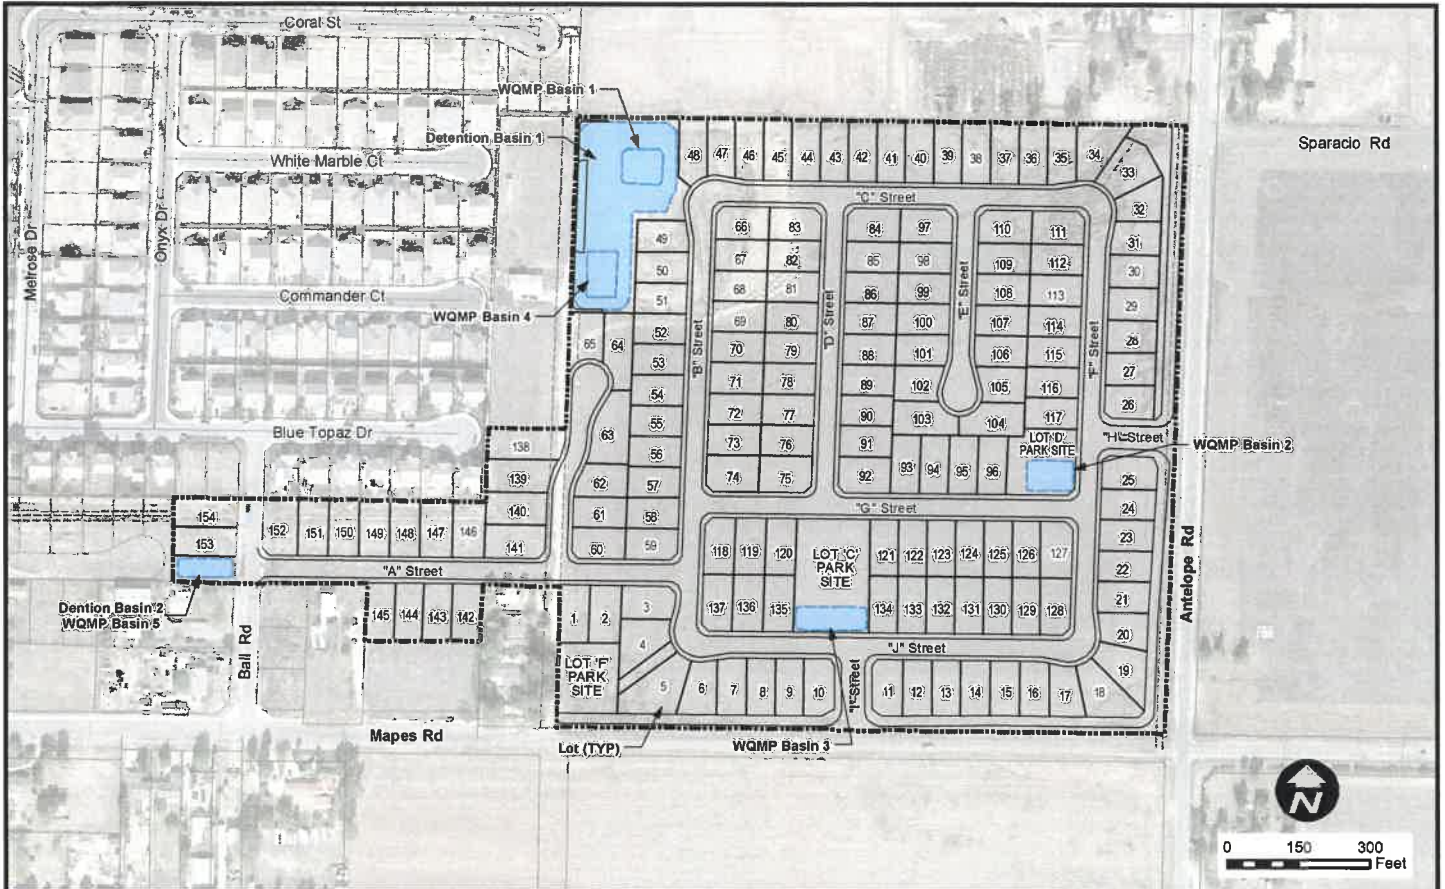 Coral St
WQMP Basin 1
Detention Basin 1
White Marble Ct
Sparacio Rd
Melrose Dr
Onyx Dr
Commander Ct
WQMP Basin 4
Blue Topaz Dr
48 47 46 45 44 43 42 41 40 39 38 37 36 35 34
33
32
31
30
29
28
27
26
"C" Street
49
50
51
52
53
54
55
56
57
58
59
65 64
63
62
61
60
"B" Street
66 83
67 82
68 81
69 80
70 79
71 78
72 77
73 76
74 75
"D" Street
84 97
85 98
86 99
87 100
88 101
89 102
90 103
91
92
93 94 95 96
"E" Street
110 111
109 112
108 113
107 114
106 115
105 116
104 117
"F" Street
LOT 'D'
PARK SITE
"H" Street
WQMP Basin 2
25
24
23
22
21
20
19
18
Antelope Rd
138
139
140
141
154
153
152 151 150 149 148 147 146
"A" Street
145 144 143 142
Dention Basin 2
WQMP Basin 5
Ball Rd
"G" Street
118 119 120
LOT 'C'
PARK
SITE
121 122 123 124 125 126 127
137 136 135
134 133 132 131 130 129 128
"J" Street
1 2 3
4
5
LOT 'F'
PARK
SITE
6 7 8 9 10
"I" Street
11 12 13 14 15 16 17
Mapes Rd
Lot (TYP)
WQMP Basin 3
N
0 150 300
Feet